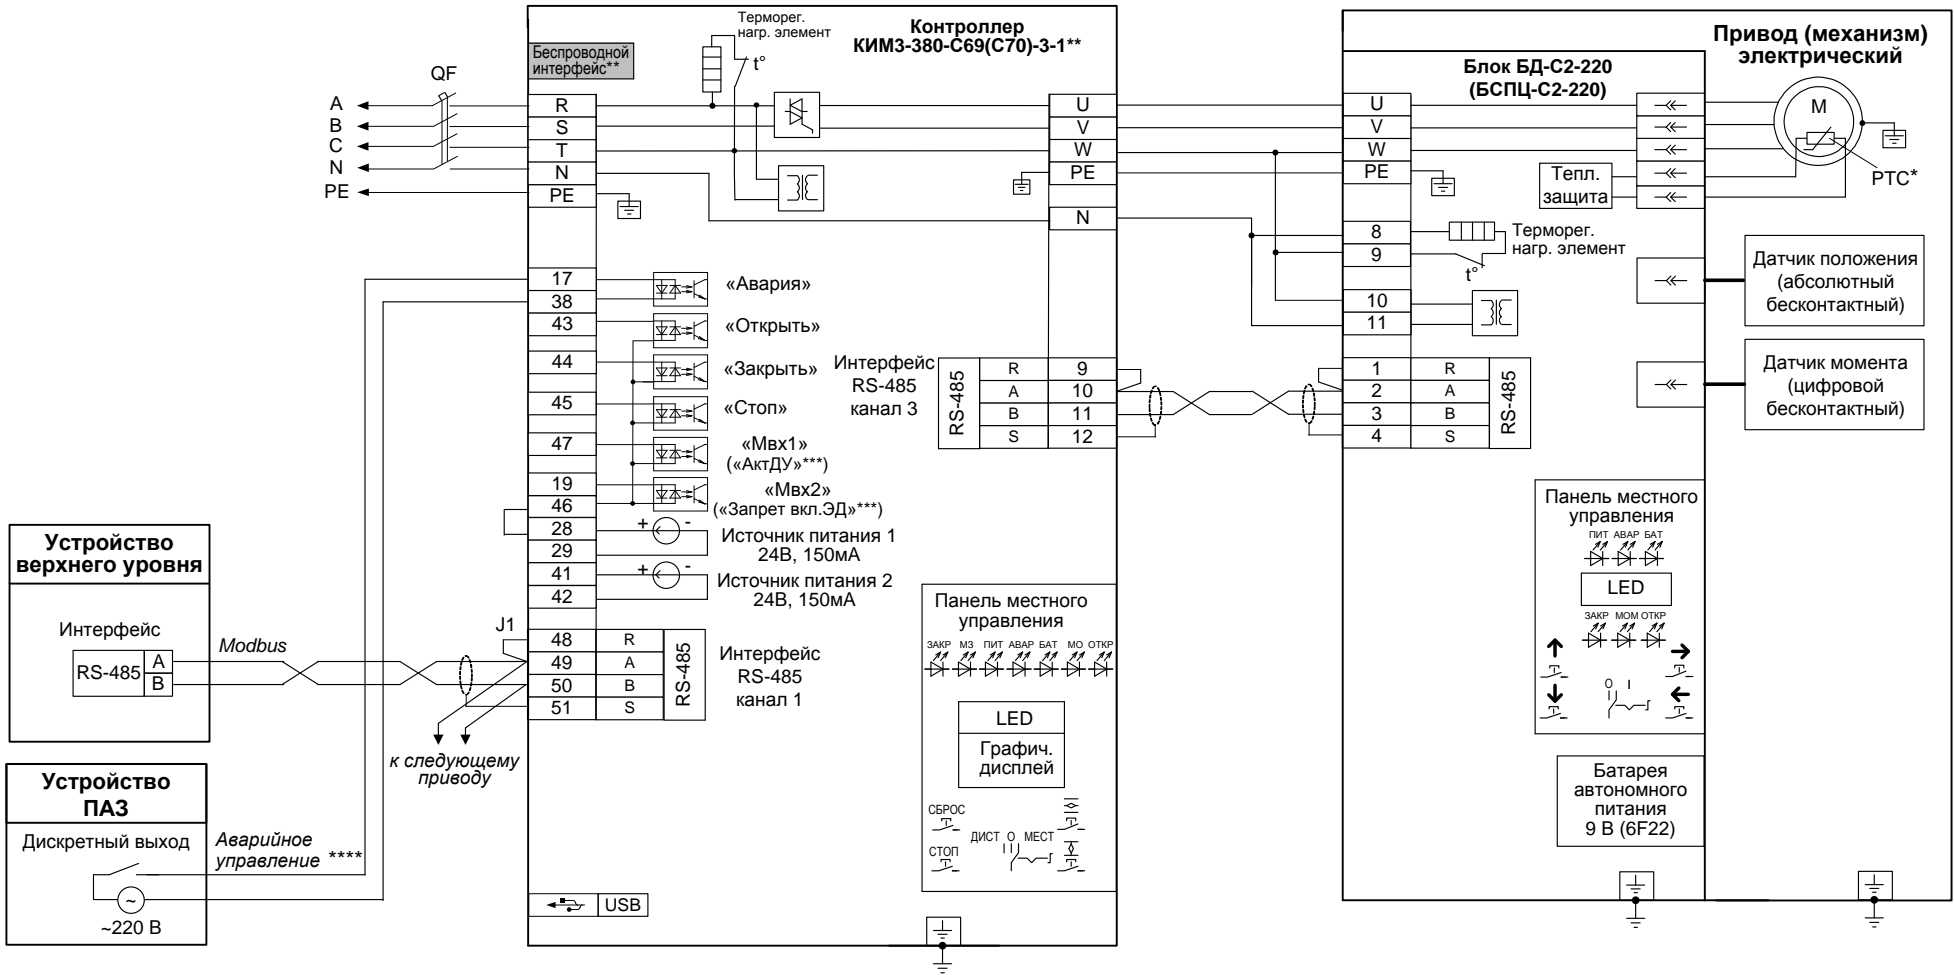 QF
A
B
C
N
PE
Беспроводной
интерфейс**
Терморег.
нагр. элемент
t°
Контроллер
КИМ3-380-С69(С70)-3-1**
R
S
T
N
PE
U
V
W
PE
N
17
38
43
44
45
47
19
46
28
29
41
42
«Авария»
«Открыть»
«Закрыть»
«Стоп»
«Мвх1»
(«АктДУ»***)
«Мвх2»
(«Запрет вкл.ЭД»***)
+ -
Источник питания 1
24В, 150мА
+ -
Источник питания 2
24В, 150мА
J1
48 R
49 A
50 B
51 S
RS-485
Интерфейс
RS-485
канал 1
Интерфейс
RS-485
канал 3
RS-485
R 9
A 10
B 11
S 12
Панель местного
управления
ЗАКР МЗ ПИТ АВАР БАТ МО ОТКР
LED
Графич.
дисплей
СБРОС
СТОП
ДИСТ О МЕСТ
USB
Устройство
верхнего уровня
Интерфейс
RS-485
A
B
Modbus
к следующему
приводу
Устройство
ПАЗ
Дискретный выход
~
~220 В
Аварийное
управление ****
Привод (механизм)
электрический
Блок БД-С2-220
(БСПЦ-С2-220)
U
V
W
PE
M
PTC*
Тепл.
защита
8
9
10
11
Терморег.
нагр. элемент
t°
1 R
2 A
3 B
4 S
RS-485
Датчик положения
(абсолютный
бесконтактный)
Датчик момента
(цифровой
бесконтактный)
Панель местного
управления
ПИТ АВАР БАТ
LED
ЗАКР МОМ ОТКР
О I
Батарея
автономного
питания
9 В (6F22)